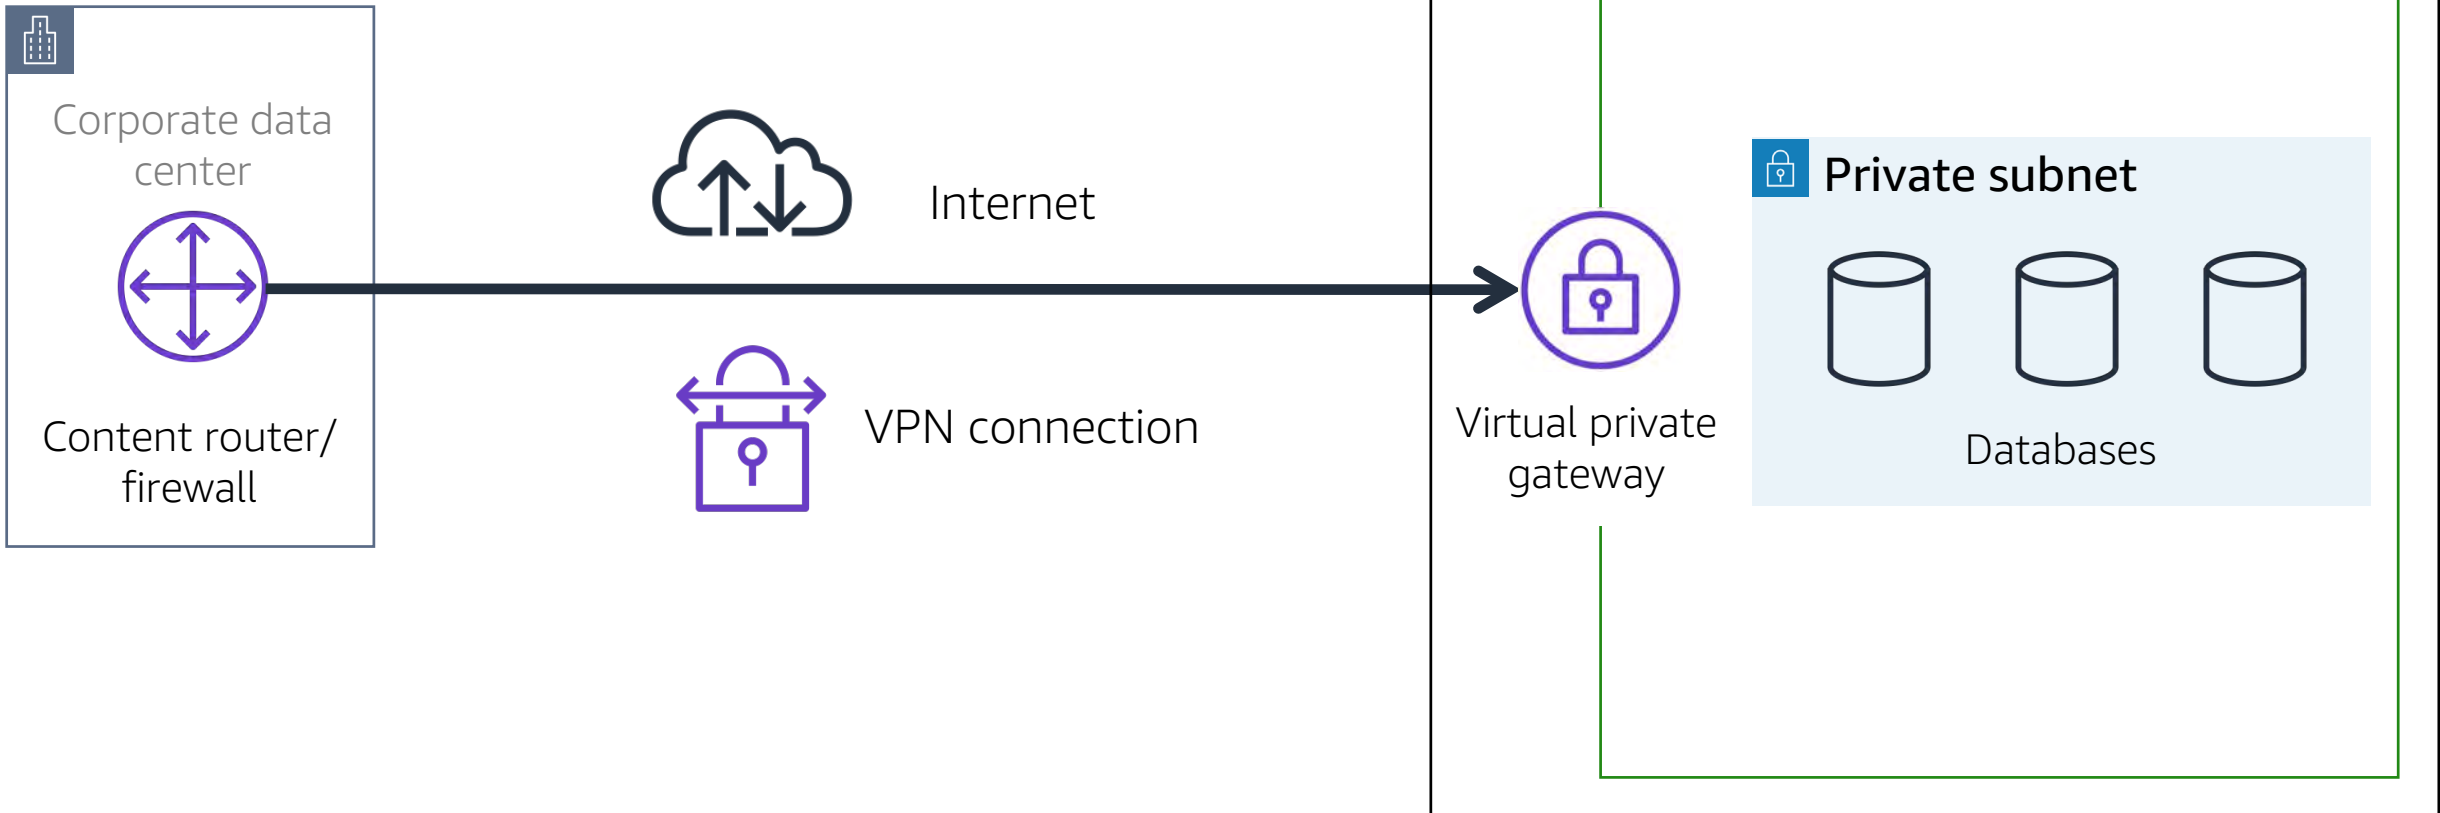 Corporate data
center
Content router/
firewall
Internet
VPN connection
Virtual private
gateway
Private subnet
Databases